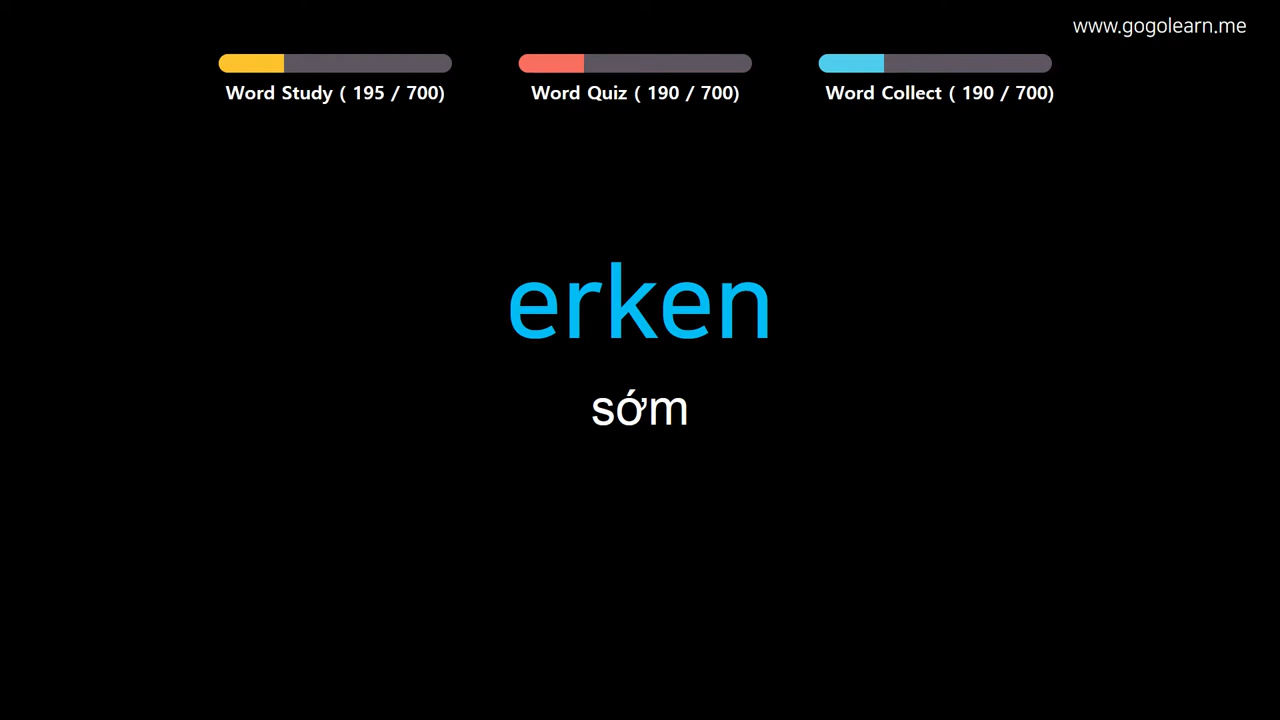 www.gogolearn.me
Word Study ( 195 / 700)
Word Quiz ( 190 / 700)
Word Collect ( 190 / 700)
erken
sớm